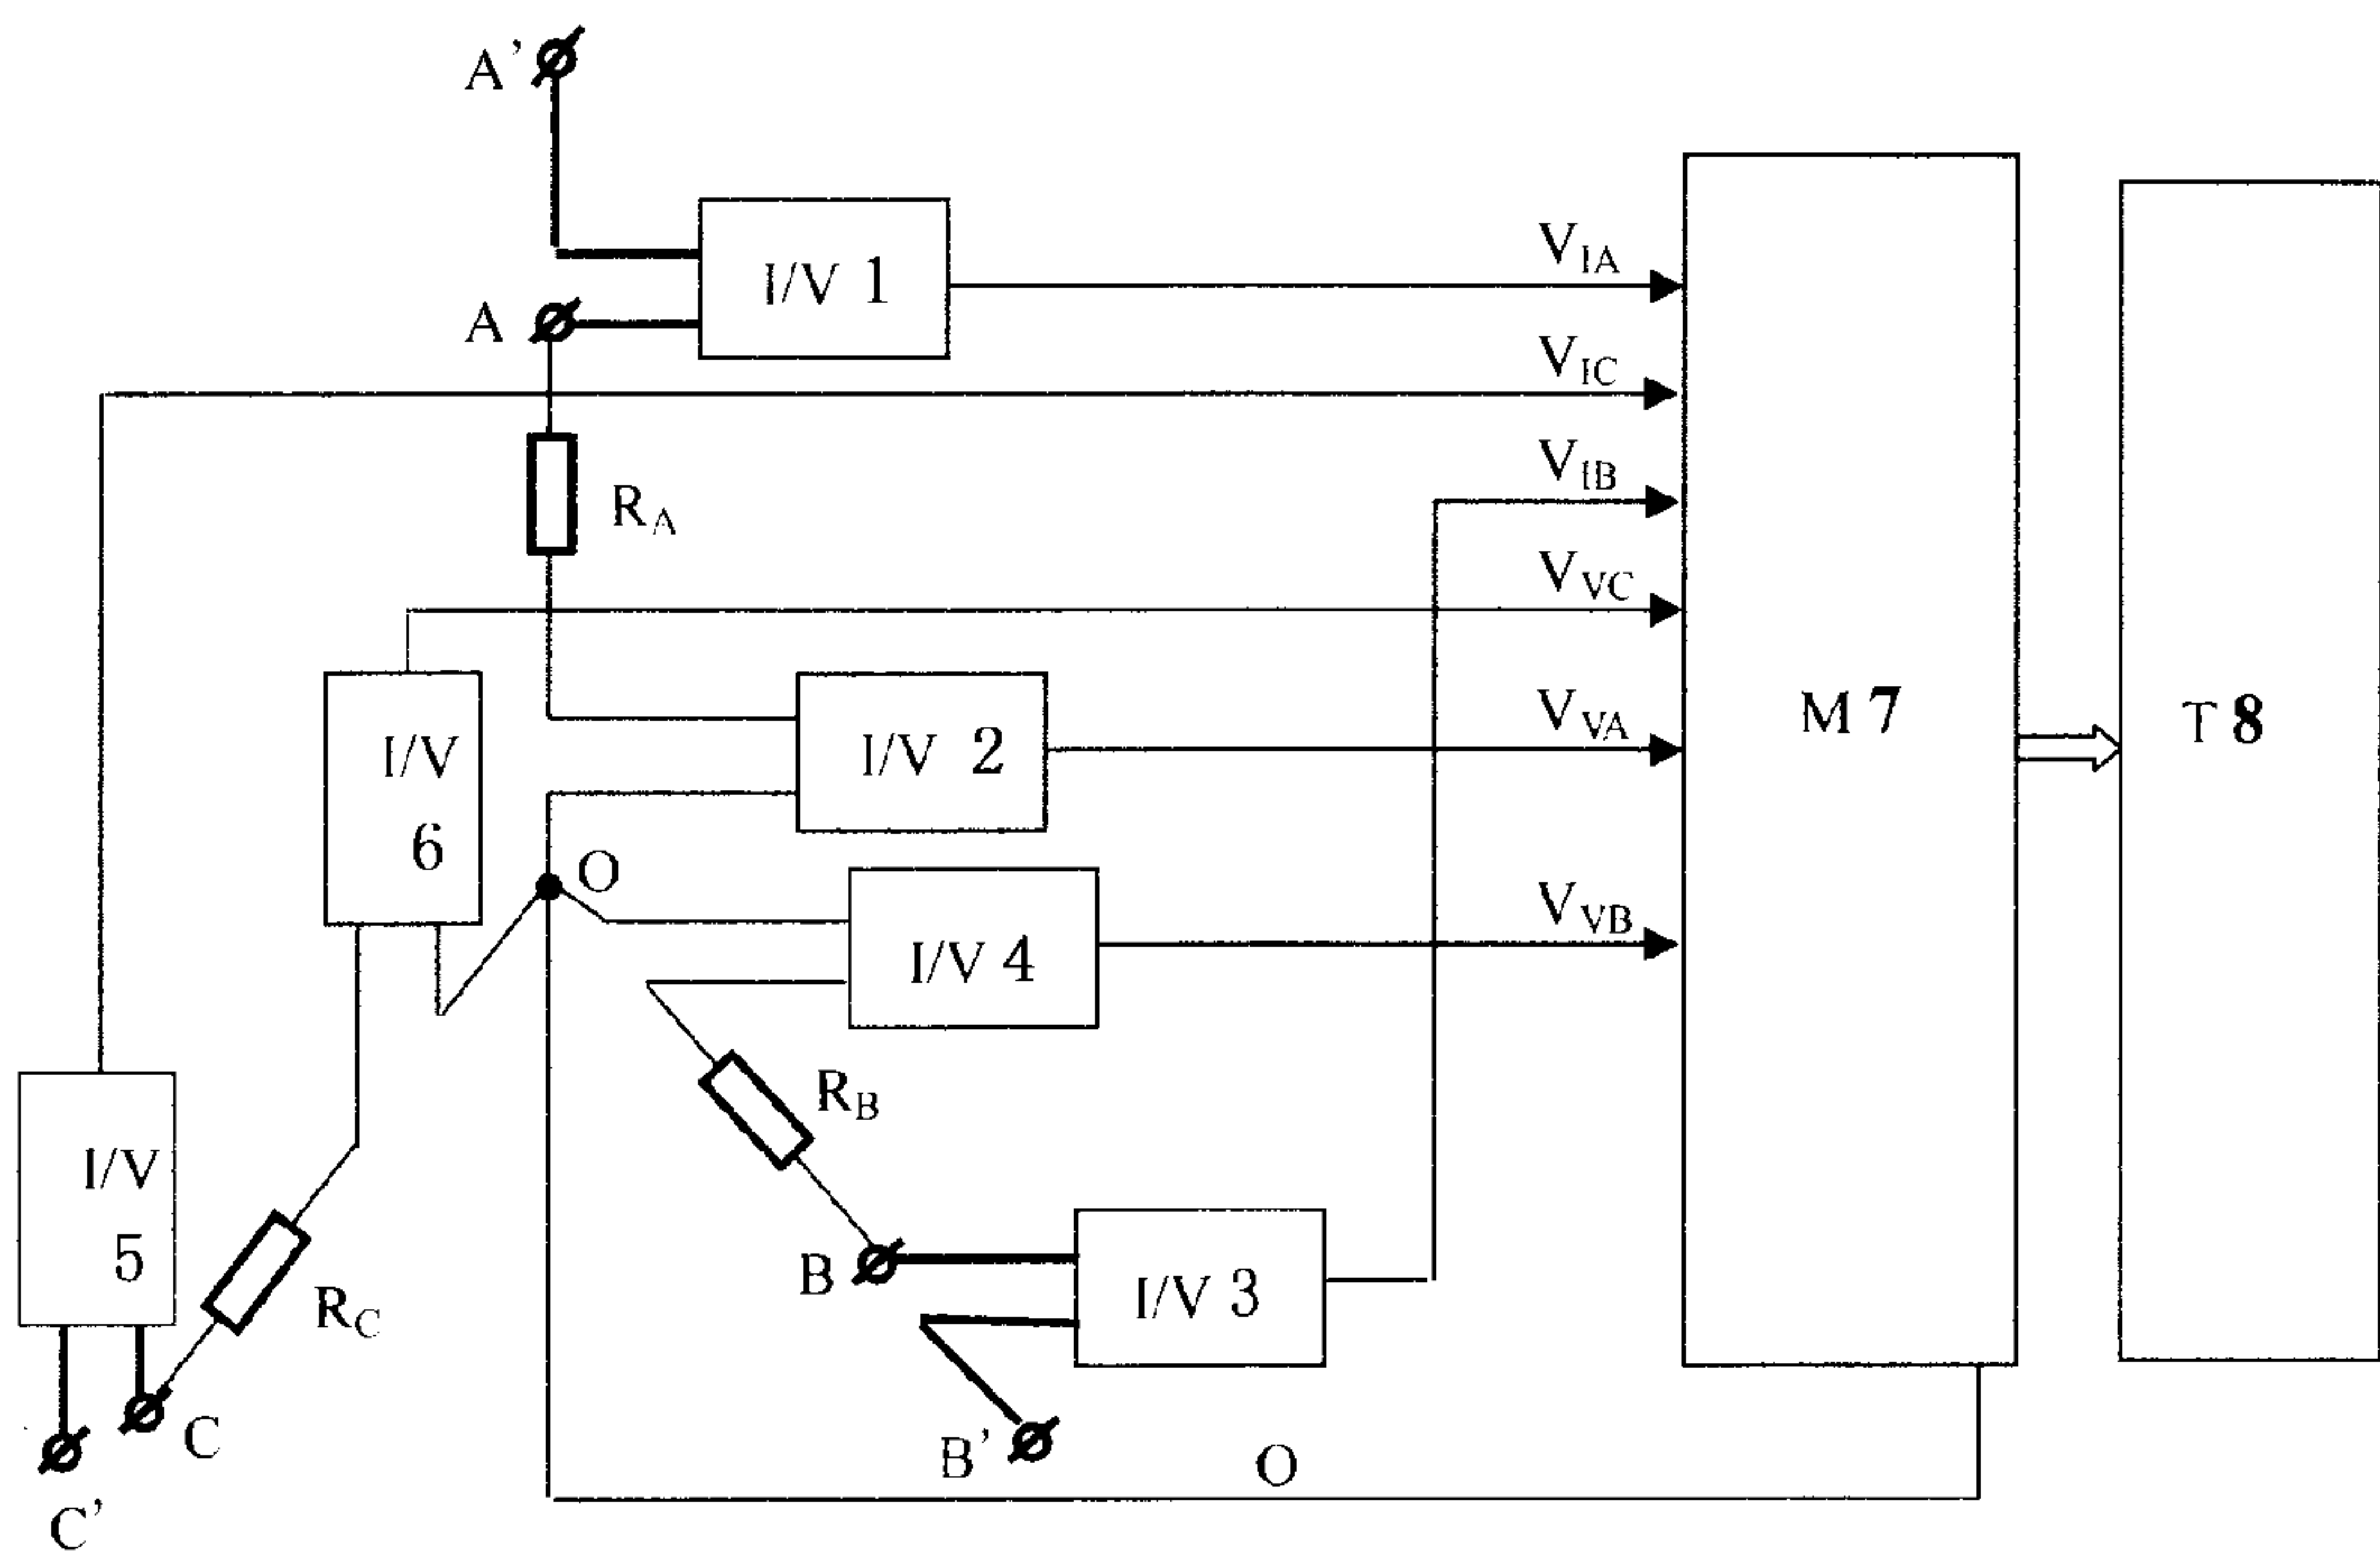 A'
I/V 1
V_IA
A
V_IC
V_IB
R_A
V_VC
I/V
6
I/V 2
V_VA
M 7
T 8
O
I/V 4
V_VB
R_B
I/V
5
R_C
B
I/V 3
C
B'
O
C'